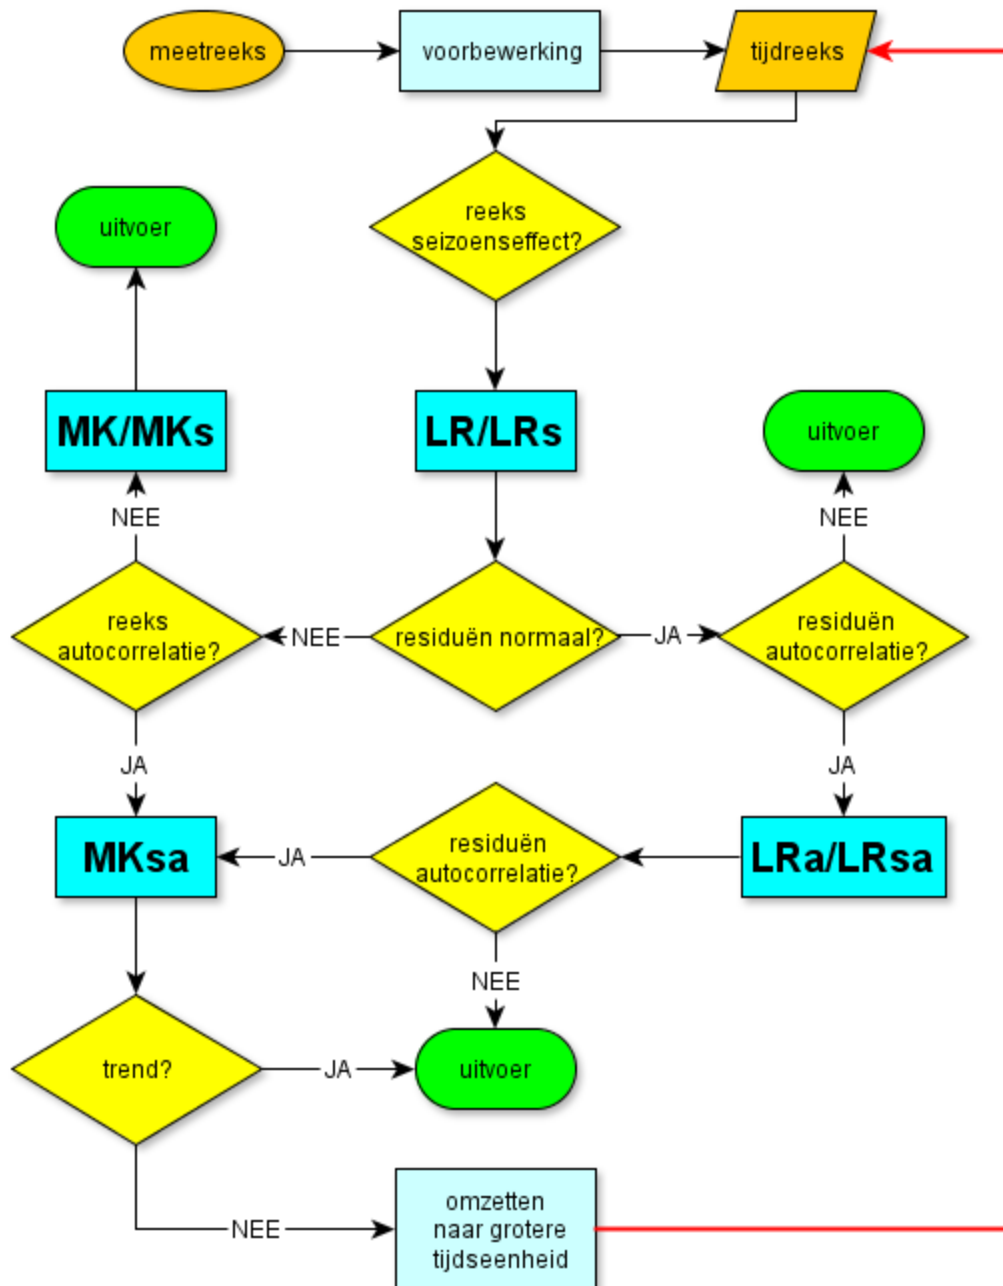 meetreeks
voorbewerking
tijdreeks
reeks
seizoenseffect?
uitvoer
MK/MKs
LR/LRs
uitvoer
NEE
NEE
reeks
autocorrelatie?
NEE
residuën normaal?
JA
residuën
autocorrelatie?
JA
JA
MKsa
JA
residuën
autocorrelatie?
LRa/LRsa
NEE
trend?
JA
uitvoer
NEE
omzetten
naar grotere
tijdseenheid